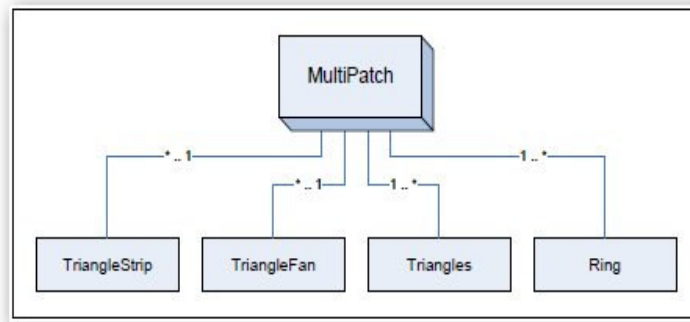 MultiPatch
* .. 1
1 .. *
* .. 1
1 .. *
TriangleStrip
TriangleFan
Triangles
Ring